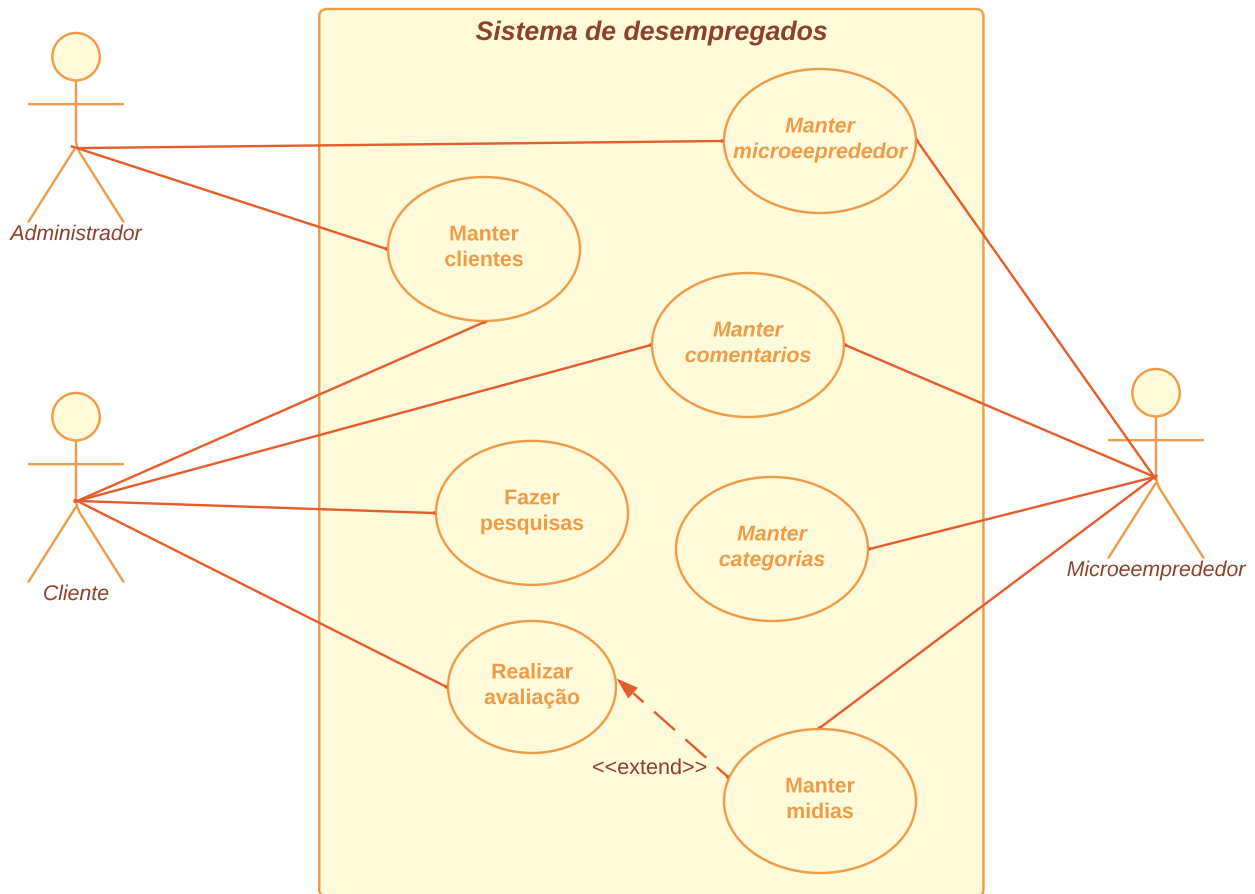 Sistema de desempregados
Manter
microeeprededor
Administrador
Manter
clientes
Manter
comentarios
Fazer
pesquisas
Manter
categorias
Cliente
Microeemprededor
Realizar
avaliação
<<extend>>
Manter
midias